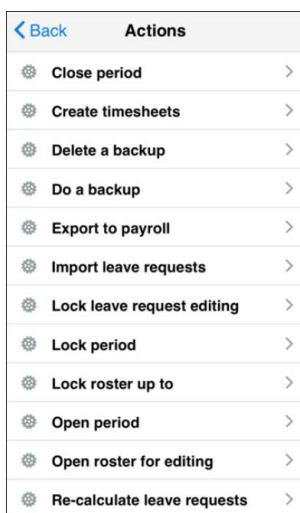 Back Actions
Close period
Create timesheets
Delete a backup
Do a backup
Export to payroll
Import leave requests
Lock leave request editing
Lock period
Lock roster up to
Open period
Open roster for editing
Re-calculate leave requests